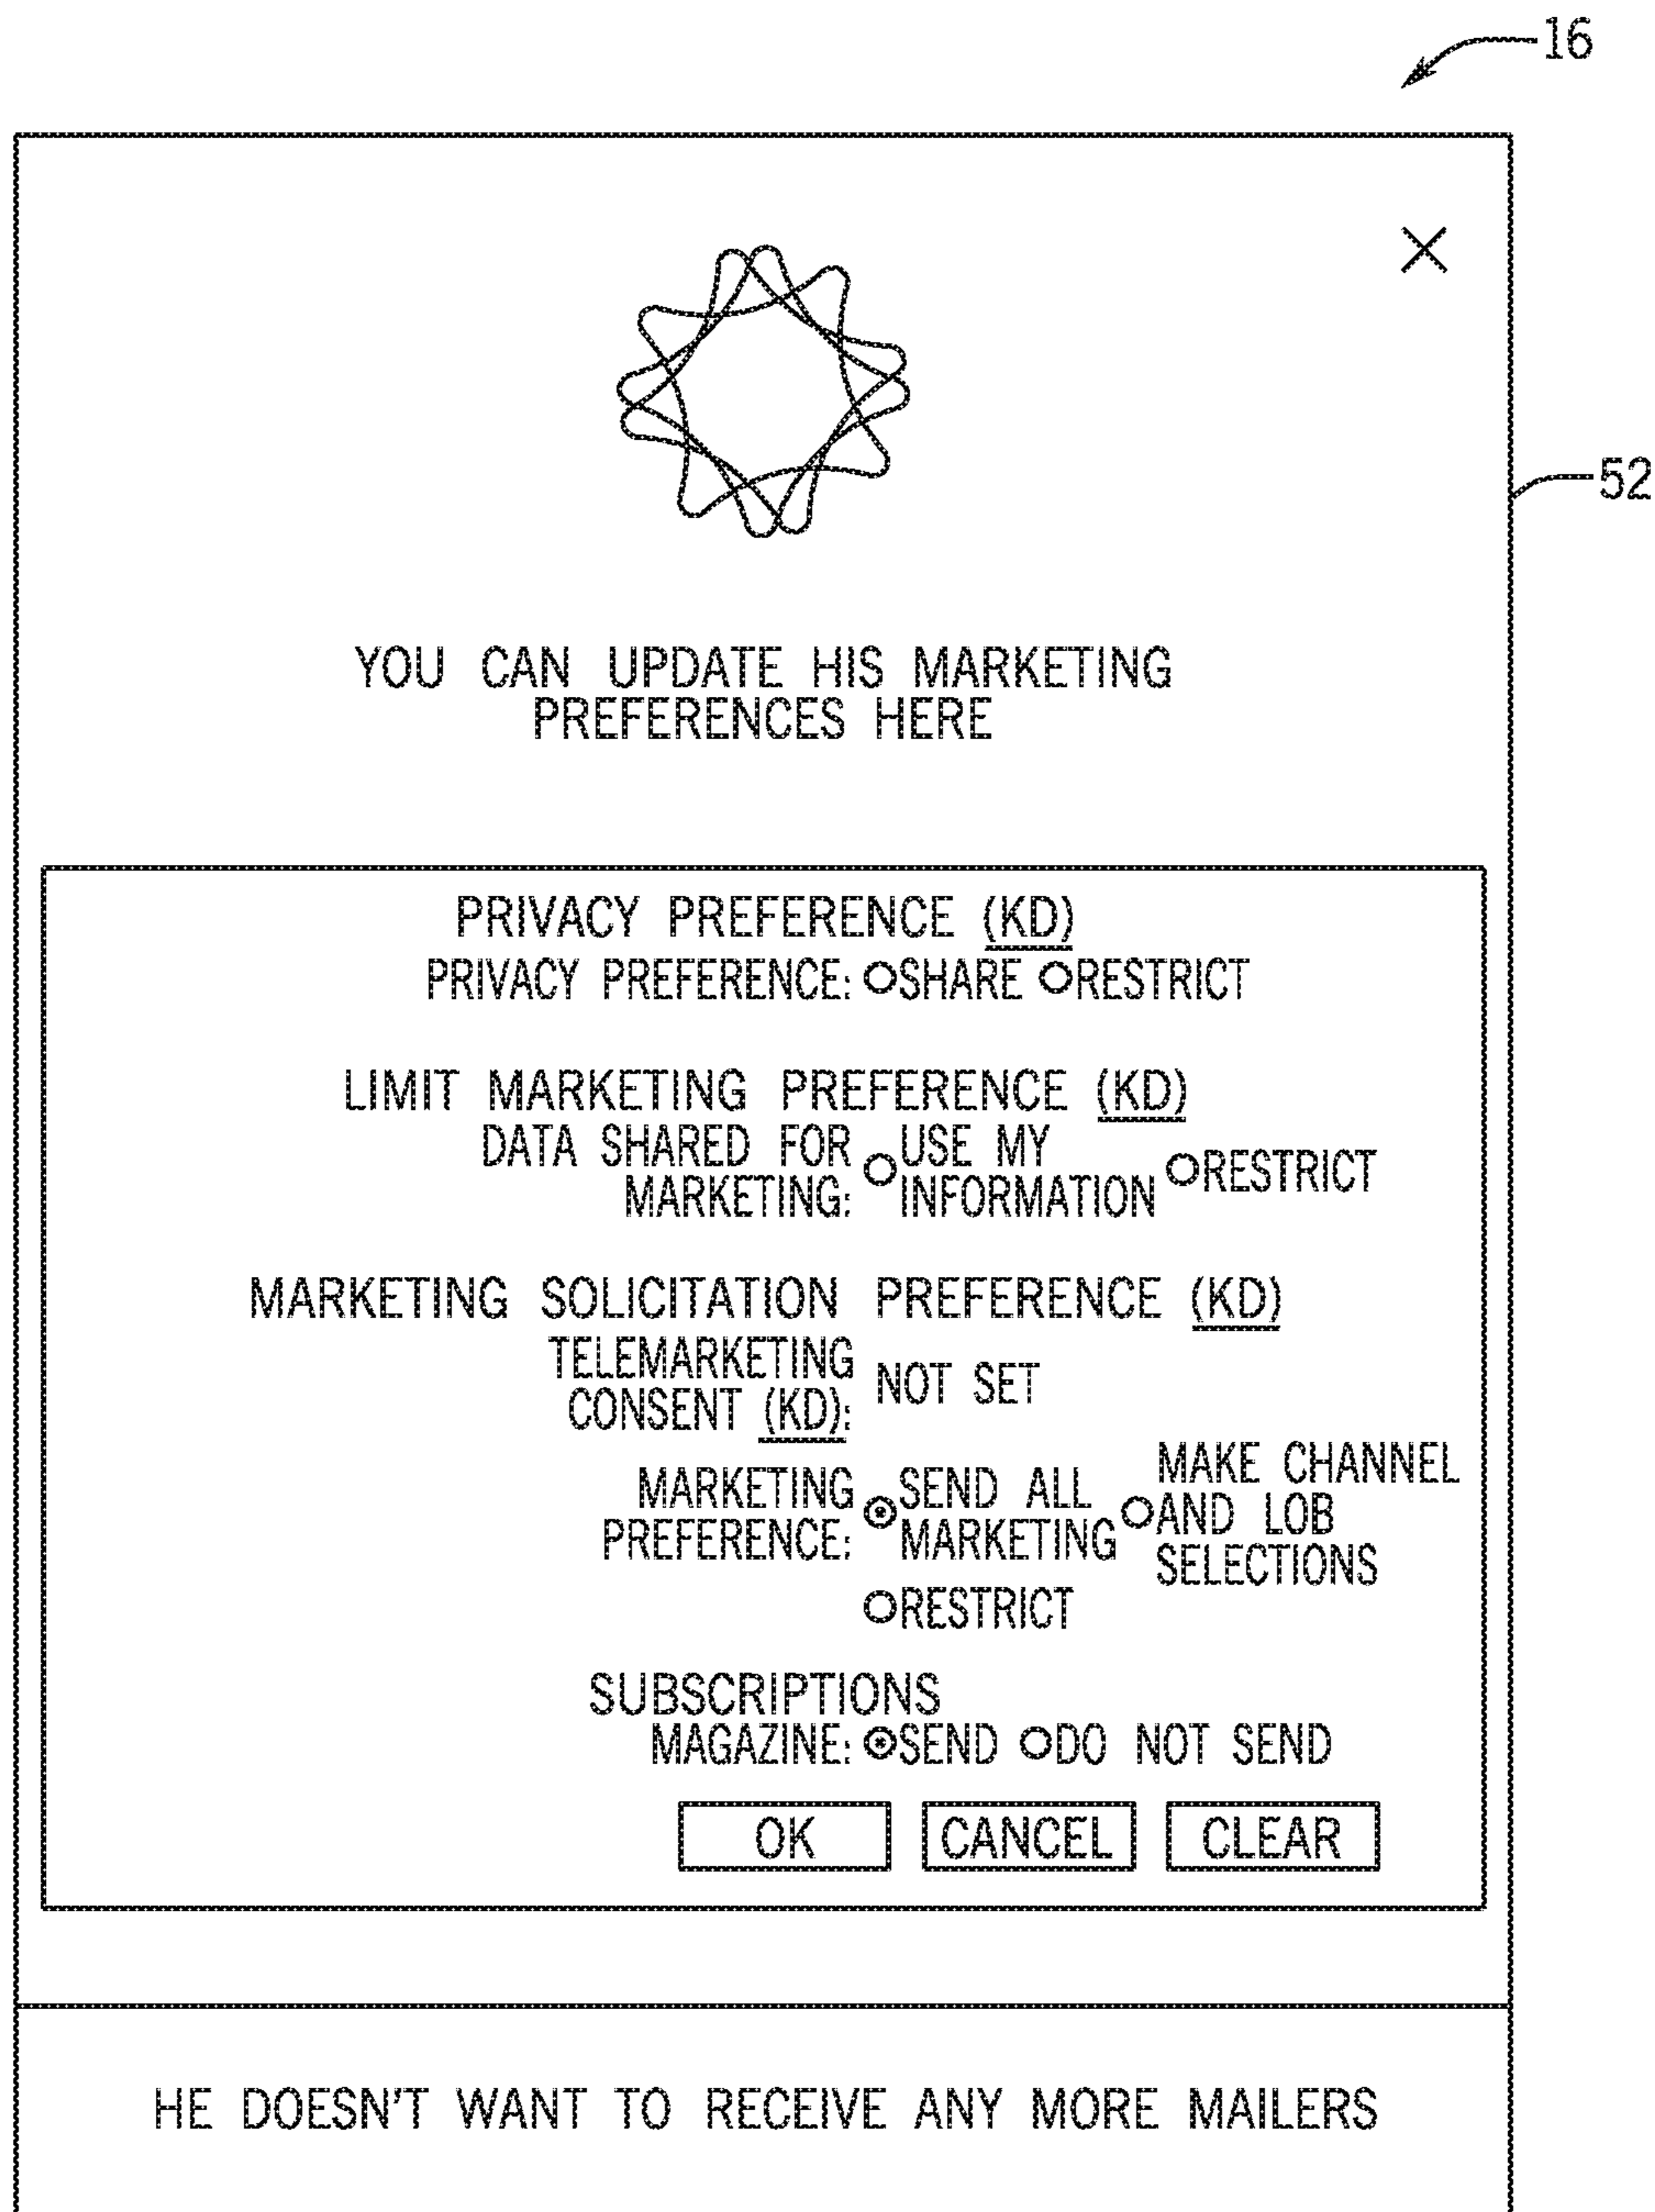 16
52
YOU CAN UPDATE HIS MARKETING
PREFERENCES HERE
PRIVACY PREFERENCE (KD)
PRIVACY PREFERENCE: SHARE RESTRICT
LIMIT MARKETING PREFERENCE (KD)
DATA SHARED FOR
MARKETING:
USE MY
INFORMATION
RESTRICT
MARKETING SOLICITATION PREFERENCE (KD)
TELEMARKETING
CONSENT (KD):
NOT SET
MARKETING
PREFERENCE:
SEND ALL
MARKETING
MAKE CHANNEL
AND LOB
SELECTIONS
RESTRICT
SUBSCRIPTIONS
MAGAZINE: SEND DO NOT SEND
OK CANCEL CLEAR
HE DOESN'T WANT TO RECEIVE ANY MORE MAILERS